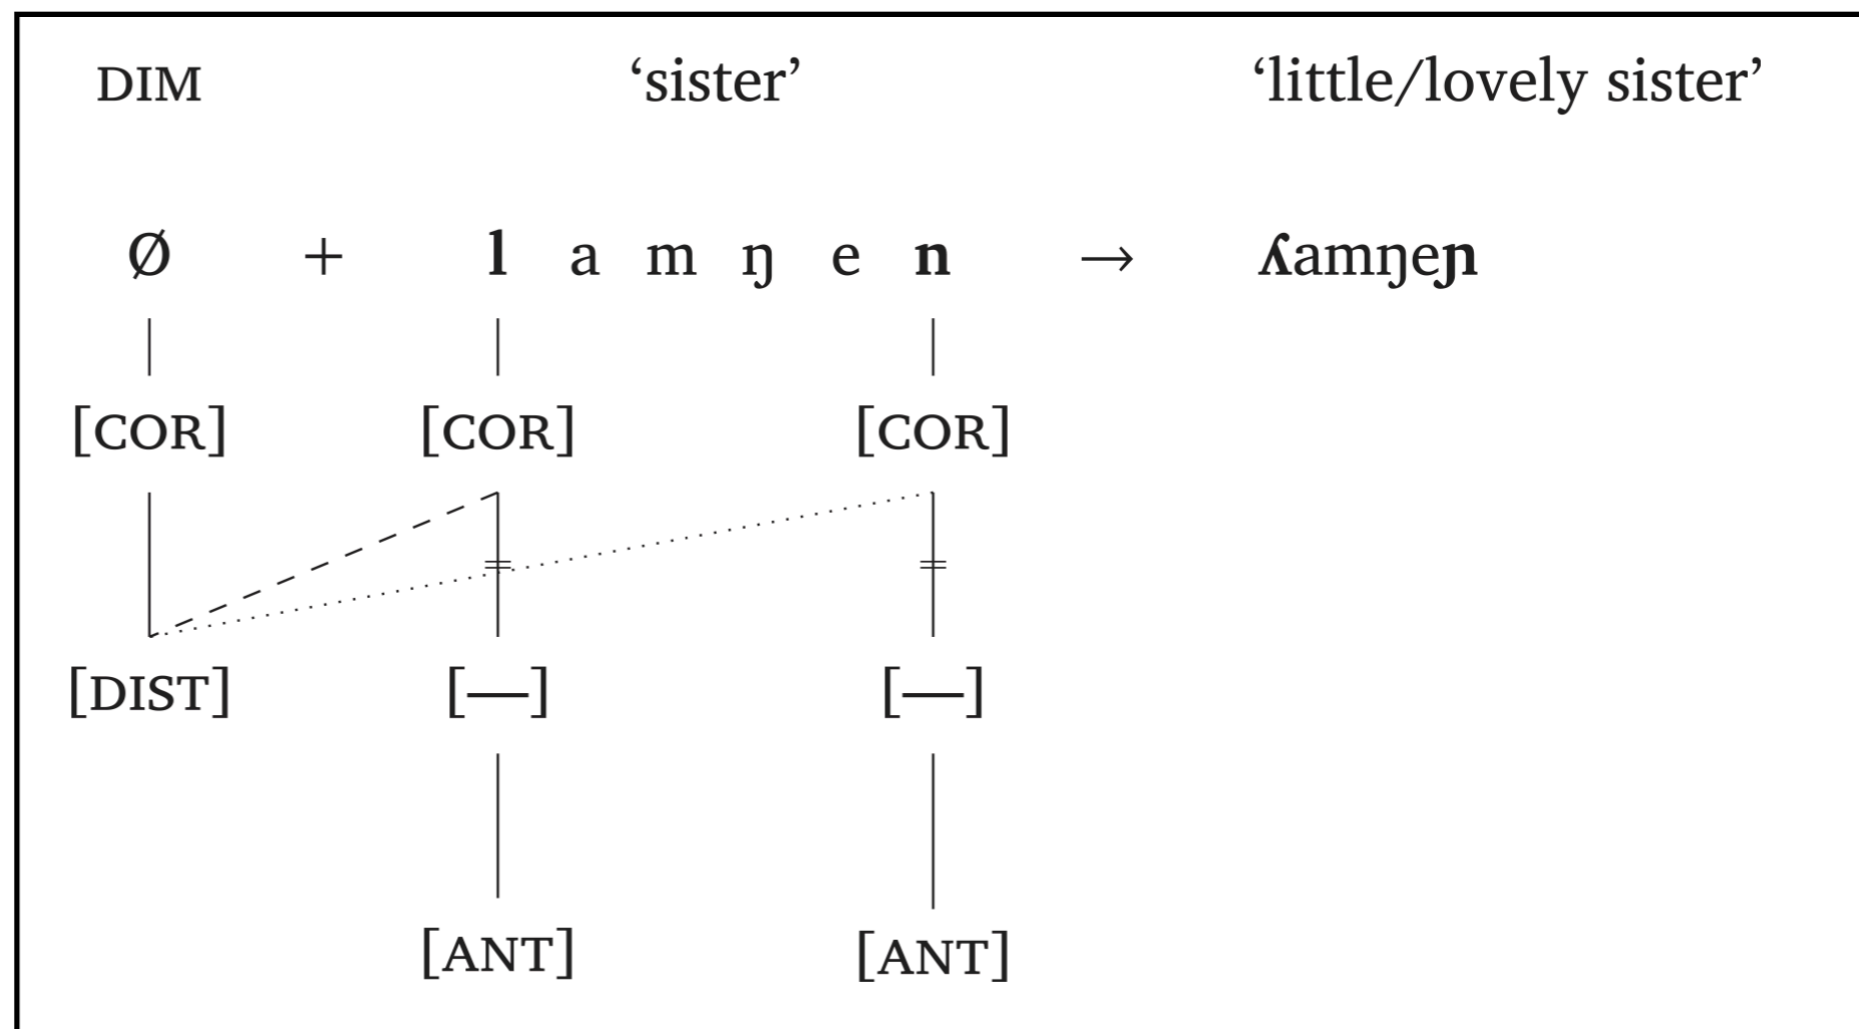 DIM ‘sister’ ‘little/lovely sister’
Ø + l a m ŋ e n → ʎamŋeɲ
[COR] [COR] [COR]
[DIST] [—] [—]
[ANT] [ANT]